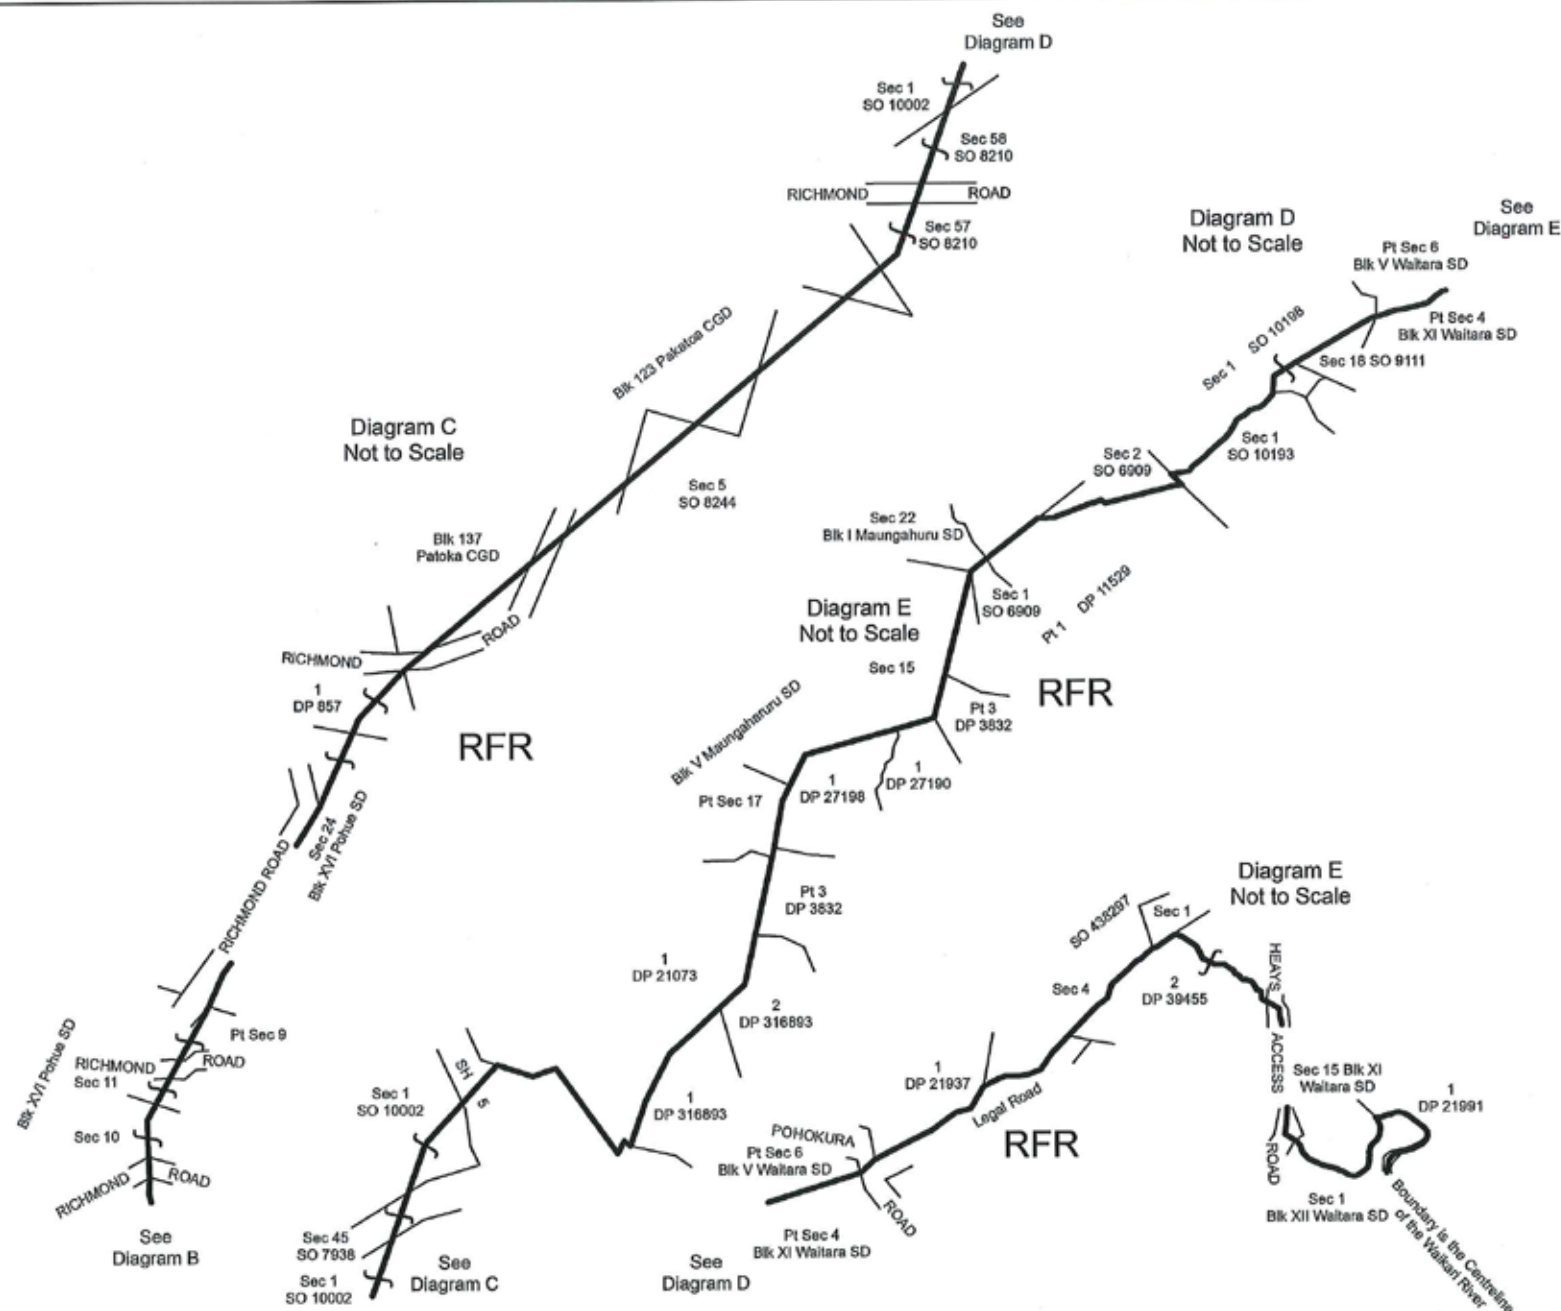 See
Diagram D
Sec 1
SO 10002
Sec 58
SO 8210
RICHMOND ROAD
Sec 57
SO 8210
Blk 123 Pakatoa CGD
Diagram C
Not to Scale
Sec 5
SO 8244
Blk 137
Patoka CGD
ROAD
RICHMOND
1
DP 857
RFR
Sec 24
Blk XVI Pohue SD
RICHMOND ROAD
Pt Sec 9
Blk XVI Pohue SD
RICHMOND ROAD
Sec 11
Sec 10
RICHMOND ROAD
See
Diagram B
Diagram D
Not to Scale
See
Diagram E
Pt Sec 6
Blk V Waitara SD
Pt Sec 4
Blk XI Waitara SD
Sec 1 SO 10198
Sec 18 SO 9111
Sec 1
SO 10193
Sec 2
SO 6909
Sec 22
Blk I Maungahuru SD
Sec 1
SO 6909
Pt 1 DP 11529
Diagram E
Not to Scale
Sec 15
RFR
Pt 3
DP 3832
Blk V Maungaharuru SD
1
DP 27198
1
DP 27190
Pt Sec 17
Pt 3
DP 3832
1
DP 21073
2
DP 316893
1
DP 316893
SH 5
Sec 1
SO 10002
Sec 45
SO 7938
Sec 1
SO 10002
See
Diagram C
See
Diagram D
Diagram E
Not to Scale
SO 438297
Sec 1
Sec 4
2
DP 39455
HEAYS
ACCESS
ROAD
1
DP 21937
Legal Road
RFR
POHOKURA
ROAD
Pt Sec 6
Blk V Waitara SD
Pt Sec 4
Blk XI Waitara SD
Sec 15 Blk XI
Waitara SD
1
DP 21991
Sec 1
Blk XII Waitara SD
Boundary is the Centreline
of the Waikari River